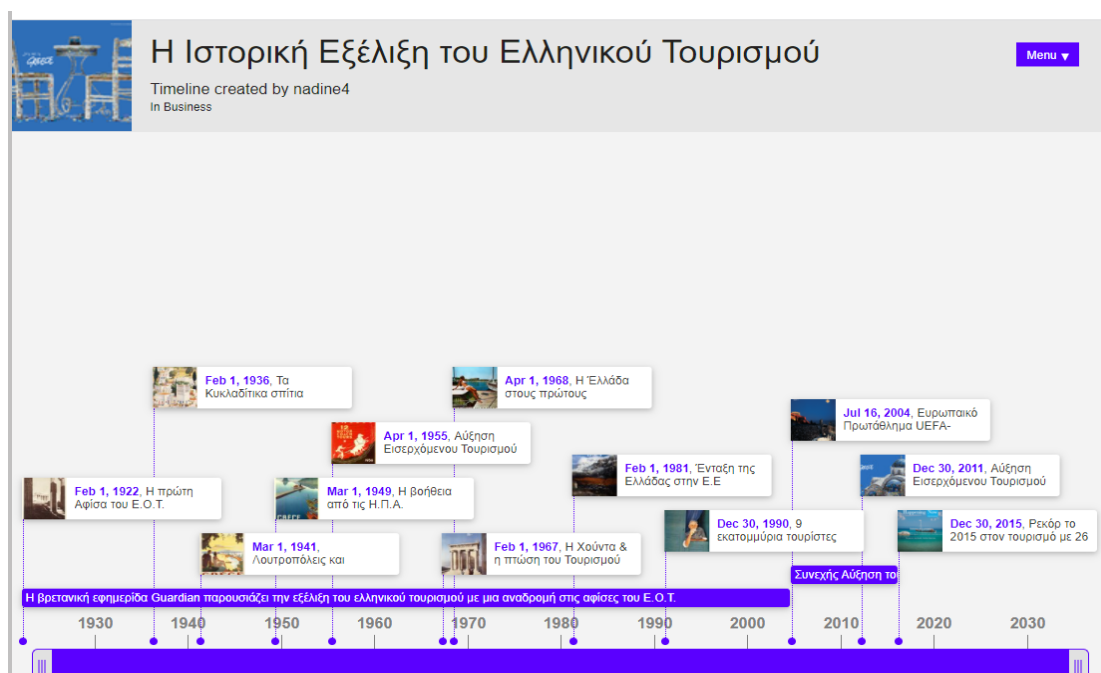 Η Ιστορική Εξέλιξη του Ελληνικού Τουρισμού
Menu ▼
Timeline created by nadine4
In Business
Feb 1, 1936, Τα
Κυκλαδίτικα σπίτια
Apr 1, 1968, Η Έλλάδα
στους πρώτους
Jul 16, 2004, Ευρωπαικό
Πρωτάθλημα UEFA-
Apr 1, 1955, Αύξηση
Εισερχόμενου Τουρισμού
Feb 1, 1981, Ένταξη της
Ελλάδας στην Ε.Ε
Dec 30, 2011, Αύξηση
Εισερχόμενου Τουρισμού
Feb 1, 1922, Η πρώτη
Αφίσα του Ε.Ο.Τ.
Mar 1, 1949, Η βοήθεια
από τις Η.Π.Α.
Dec 30, 1990, 9
εκατομμύρια τουρίστες
Dec 30, 2015, Ρεκόρ το
2015 στον τουρισμό με 26
Mar 1, 1941,
Λουτροπόλεις και
Feb 1, 1967, Η Χούντα &
η πτώση του Τουρισμού
Συνεχής Αύξηση το
Η βρετανική εφημερίδα Guardian παρουσιάζει την εξέλιξη του ελληνικού τουρισμού με μια αναδρομή στις αφίσες του Ε.Ο.Τ.
1930 1940 1950 1960 1970 1980 1990 2000 2010 2020 2030